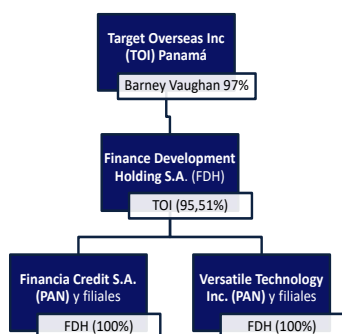 Target Overseas Inc
(TOI) Panamá
Barney Vaughan 97%
Finance Development
Holding S.A. (FDH)
TOI (95,51%)
Financia Credit S.A.
(PAN) y filiales
FDH (100%)
Versatile Technology
Inc. (PAN) y filiales
FDH (100%)